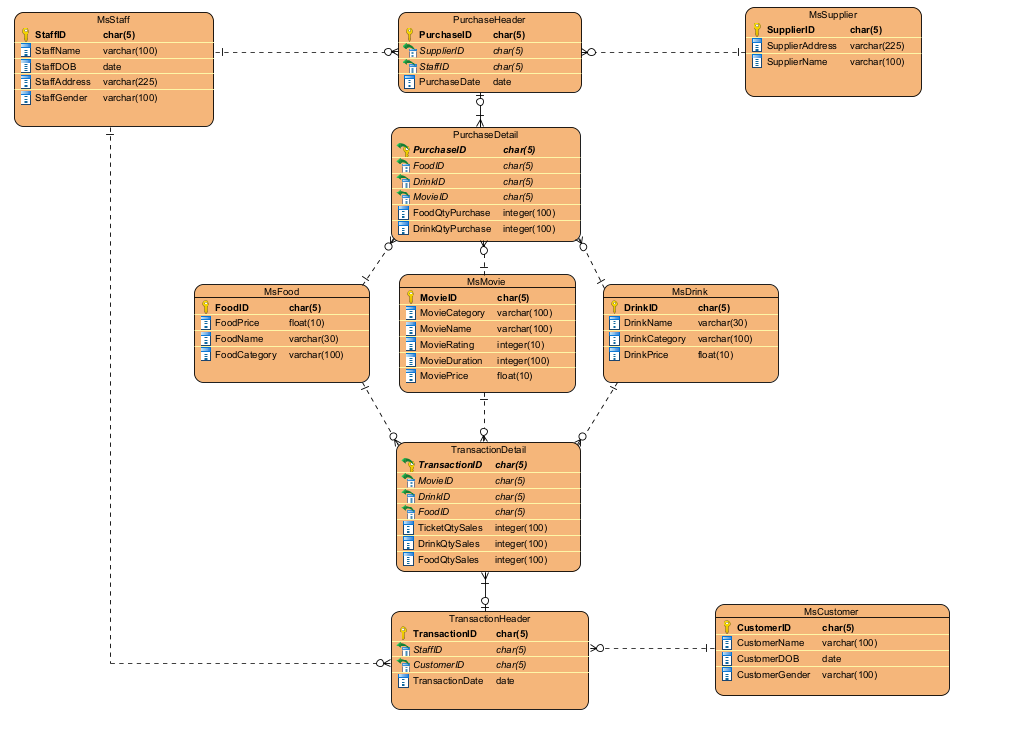 MsStaff
StaffID char(5)
StaffName varchar(100)
StaffDOB date
StaffAddress varchar(225)
StaffGender varchar(100)
PurchaseHeader
PurchaseID char(5)
SupplierID char(5)
StaffID char(5)
PurchaseDate date
MsSupplier
SupplierID char(5)
SupplierAddress varchar(225)
SupplierName varchar(100)
PurchaseDetail
PurchaseID char(5)
FoodID char(5)
DrinkID char(5)
MovieID char(5)
FoodQtyPurchase integer(100)
DrinkQtyPurchase integer(100)
MsFood
FoodID char(5)
FoodPrice float(10)
FoodName varchar(30)
FoodCategory varchar(100)
MsMovie
MovieID char(5)
MovieCategory varchar(100)
MovieName varchar(100)
MovieRating integer(10)
MovieDuration integer(100)
MoviePrice float(10)
MsDrink
DrinkID char(5)
DrinkName varchar(30)
DrinkCategory varchar(100)
DrinkPrice float(10)
TransactionDetail
TransactionID char(5)
MovieID char(5)
DrinkID char(5)
FoodID char(5)
TicketQtySales integer(100)
DrinkQtySales integer(100)
FoodQtySales integer(100)
TransactionHeader
TransactionID char(5)
StaffID char(5)
CustomerID char(5)
TransactionDate date
MsCustomer
CustomerID char(5)
CustomerName varchar(100)
CustomerDOB date
CustomerGender varchar(100)